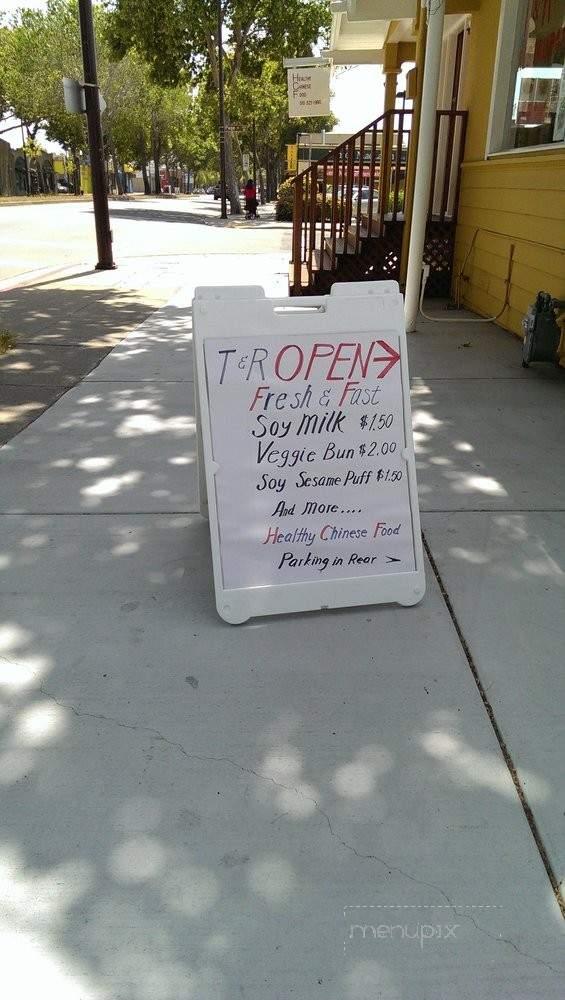 Healthy
Chinese
Food
T & R OPEN→
Fresh & Fast
Soy Milk $1.50
Veggie Bun $2.00
Soy Sesame Puff $1.50
And more....
Healthy Chinese Food
Parking in Rear
menupix